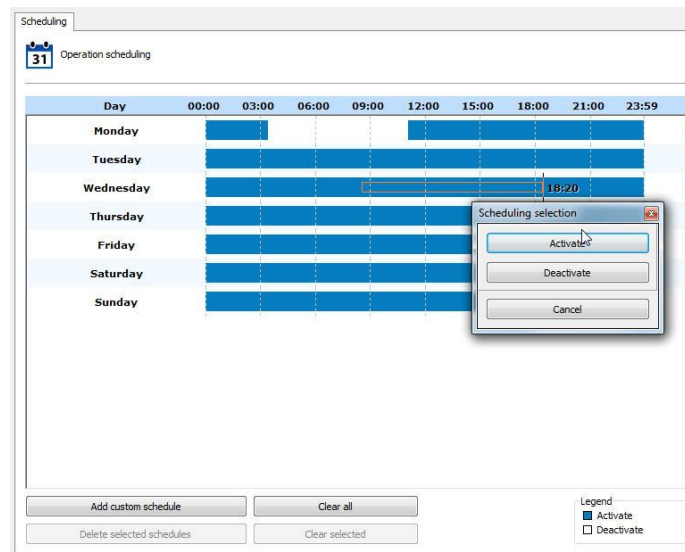 Scheduling
31
Operation scheduling
Day 00:00 03:00 06:00 09:00 12:00 15:00 18:00 21:00 23:59
Monday
Tuesday
Wednesday 18:20
Thursday
Friday
Saturday
Sunday
Scheduling selection
Activate
Deactivate
Cancel
Add custom schedule
Clear all
Delete selected schedules
Clear selected
Legend
Activate
Deactivate